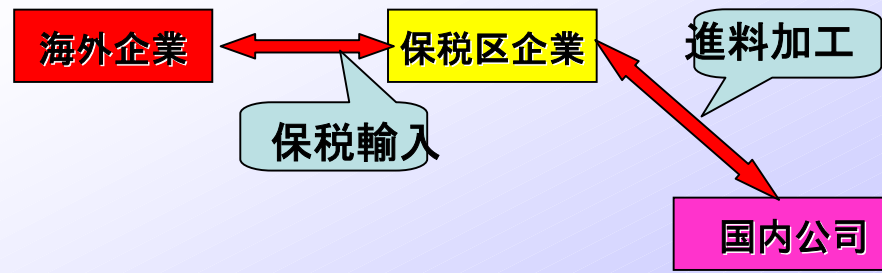 海外企業
保税区企業
進料加工
保税輸入
国内公司